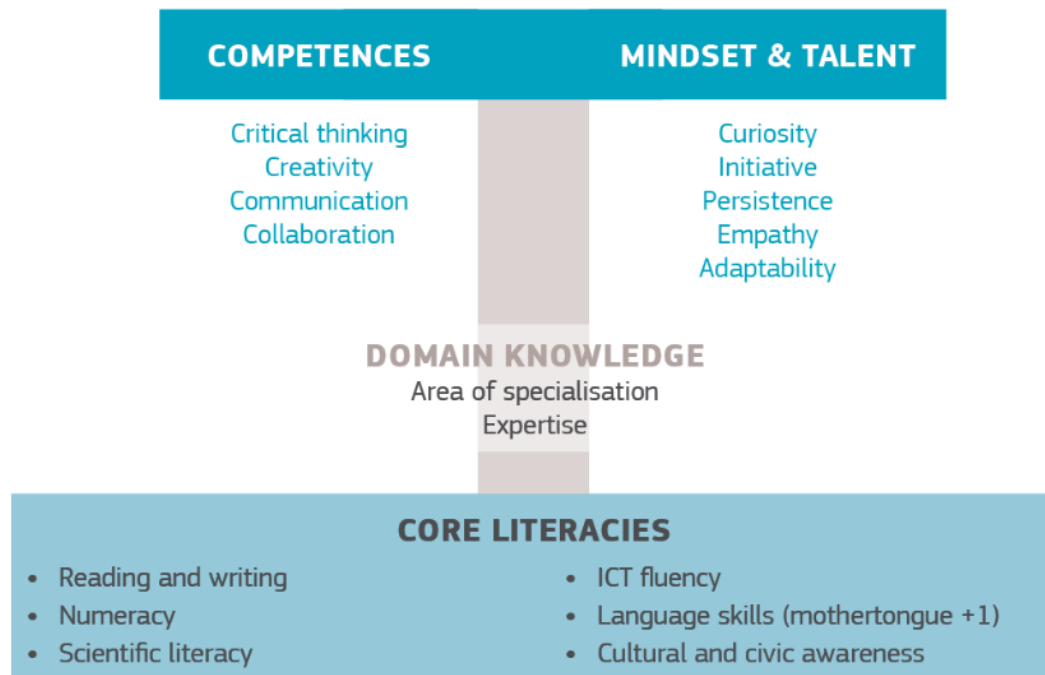 COMPETENCES
MINDSET & TALENT
Critical thinking
Creativity
Communication
Collaboration
Curiosity
Initiative
Persistence
Empathy
Adaptability
DOMAIN KNOWLEDGE
Area of specialisation
Expertise
CORE LITERACIES
• Reading and writing
• Numeracy
• Scientific literacy
• ICT fluency
• Language skills (mothertongue +1)
• Cultural and civic awareness